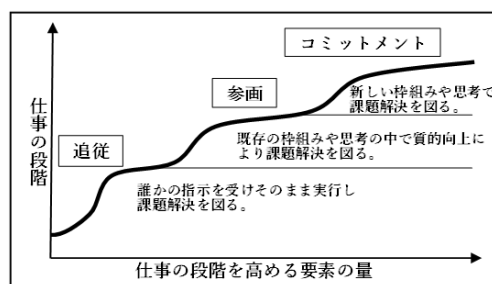 コミットメント
新しい枠組みや思考で
課題解決を図る。
参画
既存の枠組みや思考の中で質的向上に
より課題解決を図る。
追従
誰かの指示を受けそのまま実行し
課題解決を図る。
仕事の段階
仕事の段階を高める要素の量